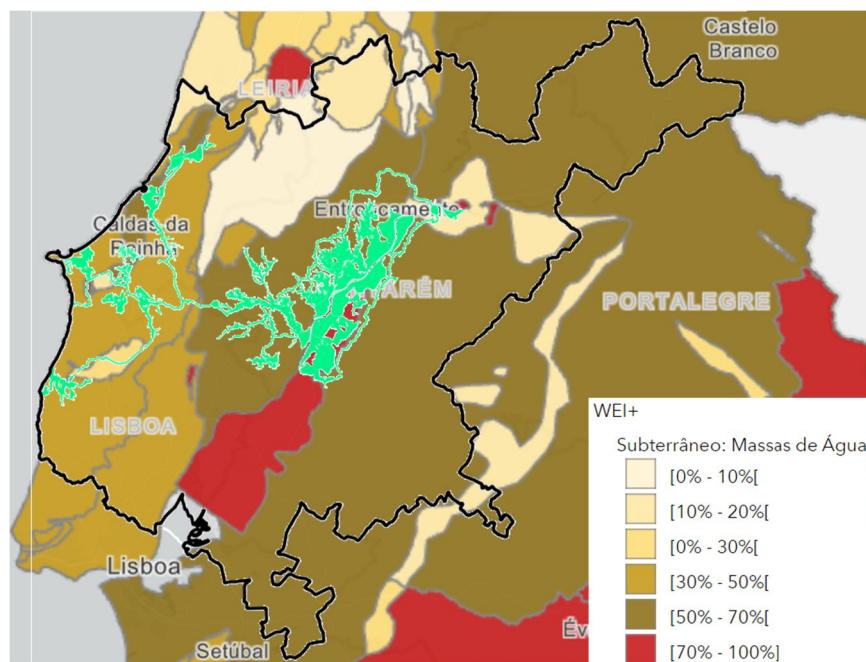 Castelo
Branco
LEIRIA
Caldas da
Rainha
Entroncamento
PORTALEGRE
LISBOA
Lisboa
Setúbal
WEI+
Subterrâneo: Massas de Água
[0% - 10%[
[10% - 20%[
[0% - 30%[
[30% - 50%[
[50% - 70%[
[70% - 100%]